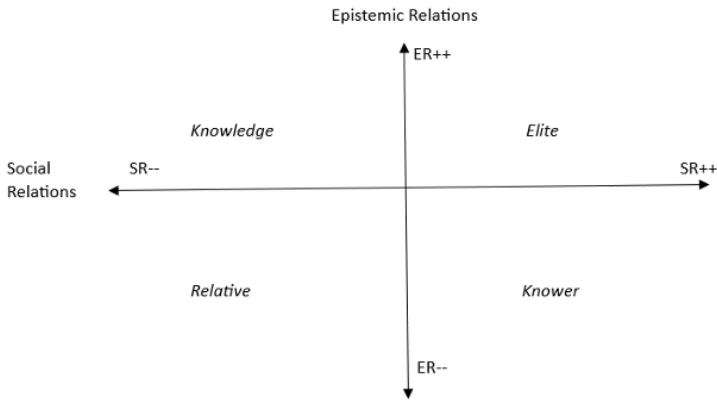 Epistemic Relations
ER++
Knowledge
Elite
Social
Relations
SR--
SR++
Relative
Knower
ER--